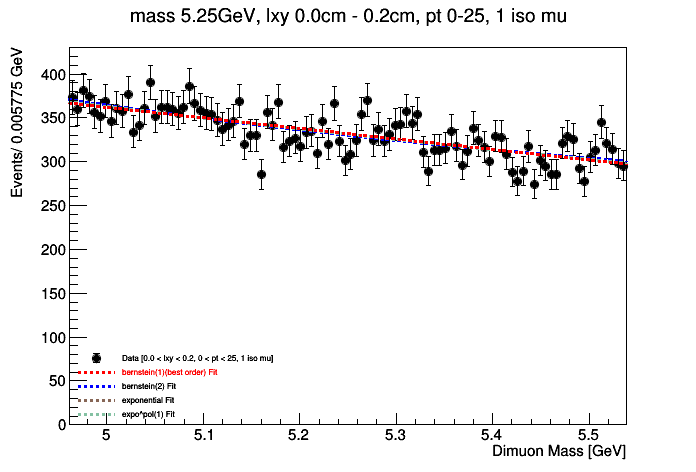 mass 5.25GeV, lxy 0.0cm - 0.2cm, pt 0-25, 1 iso mu
Events/ 0.005775 GeV
400
350
300
250
200
150
100
50
0
Data [0.0 < lxy < 0.2, 0 < pt < 25, 1 iso mu]
bernstein(1)(best order) Fit
bernstein(2) Fit
exponential Fit
expo*pol(1) Fit
5 5.1 5.2 5.3 5.4 5.5
Dimuon Mass [GeV]